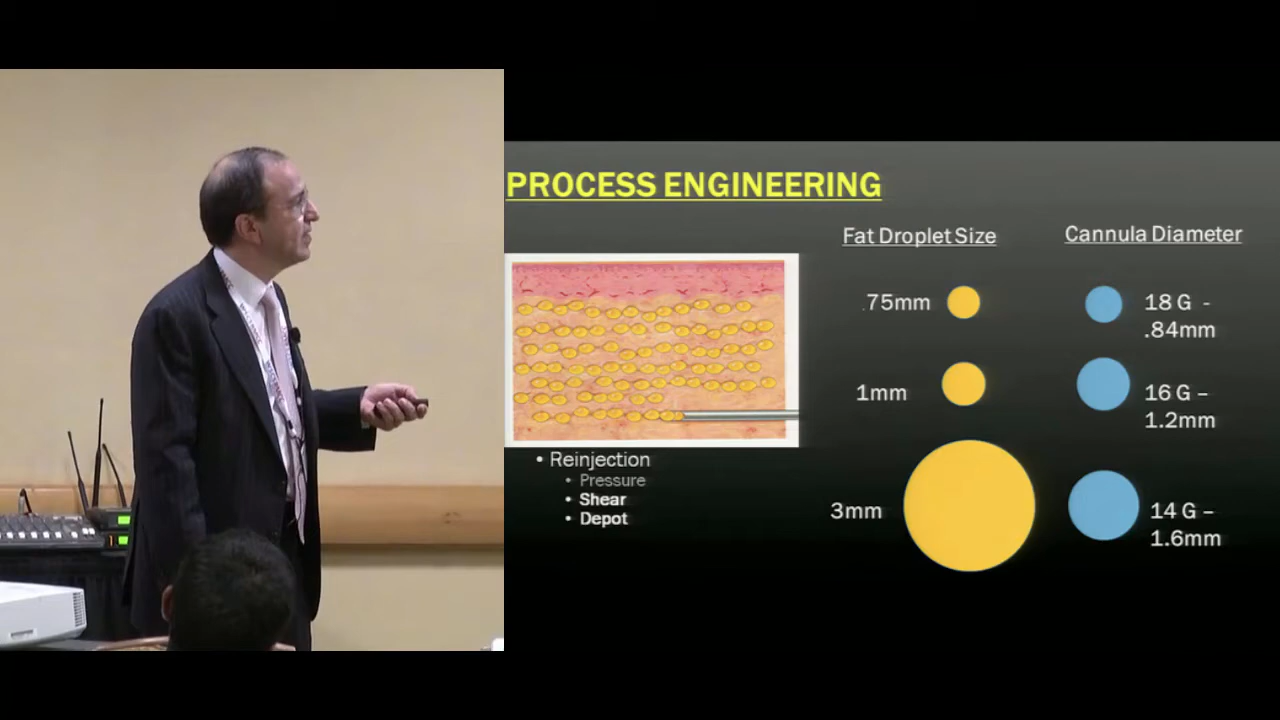 PROCESS ENGINEERING
Fat Droplet Size
Cannula Diameter
.75mm
18 G -
.84mm
1mm
16 G –
1.2mm
3mm
14 G –
1.6mm
• Reinjection
• Pressure
• Shear
• Depot